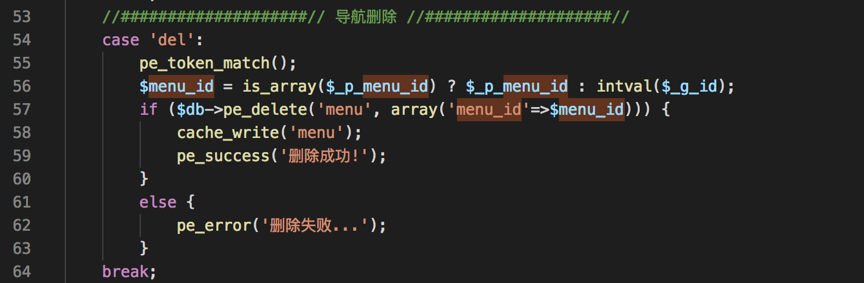 53 //####################// 导航删除 //####################//
54 case 'del':
55 pe_token_match();
56 $menu_id = is_array($_p_menu_id) ? $_p_menu_id : intval($_g_id);
57 if ($db->pe_delete('menu', array('menu_id'=>$menu_id))) {
58 cache_write('menu');
59 pe_success('删除成功!');
60 }
61 else {
62 pe_error('删除失败...');
63 }
64 break;